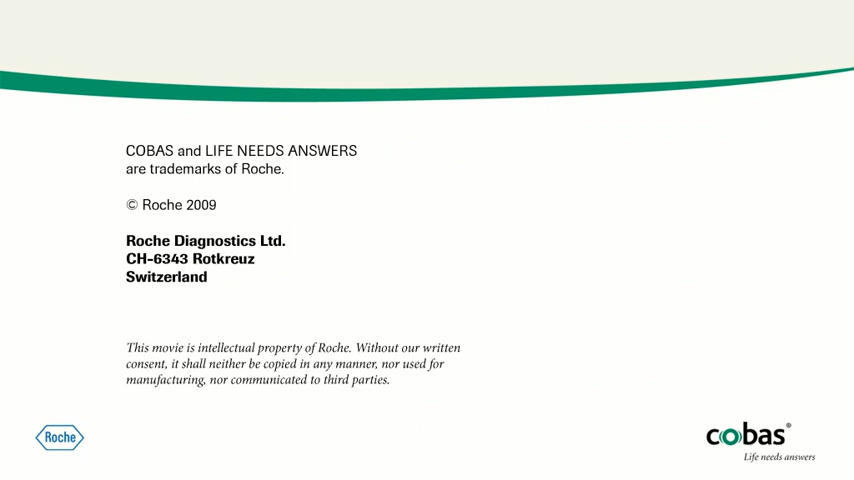 COBAS and LIFE NEEDS ANSWERS
are trademarks of Roche.
© Roche 2009
Roche Diagnostics Ltd.
CH-6343 Rotkreuz
Switzerland
This movie is intellectual property of Roche. Without our written
consent, it shall neither be copied in any manner, nor used for
manufacturing, nor communicated to third parties.
Roche
cobas®
Life needs answers